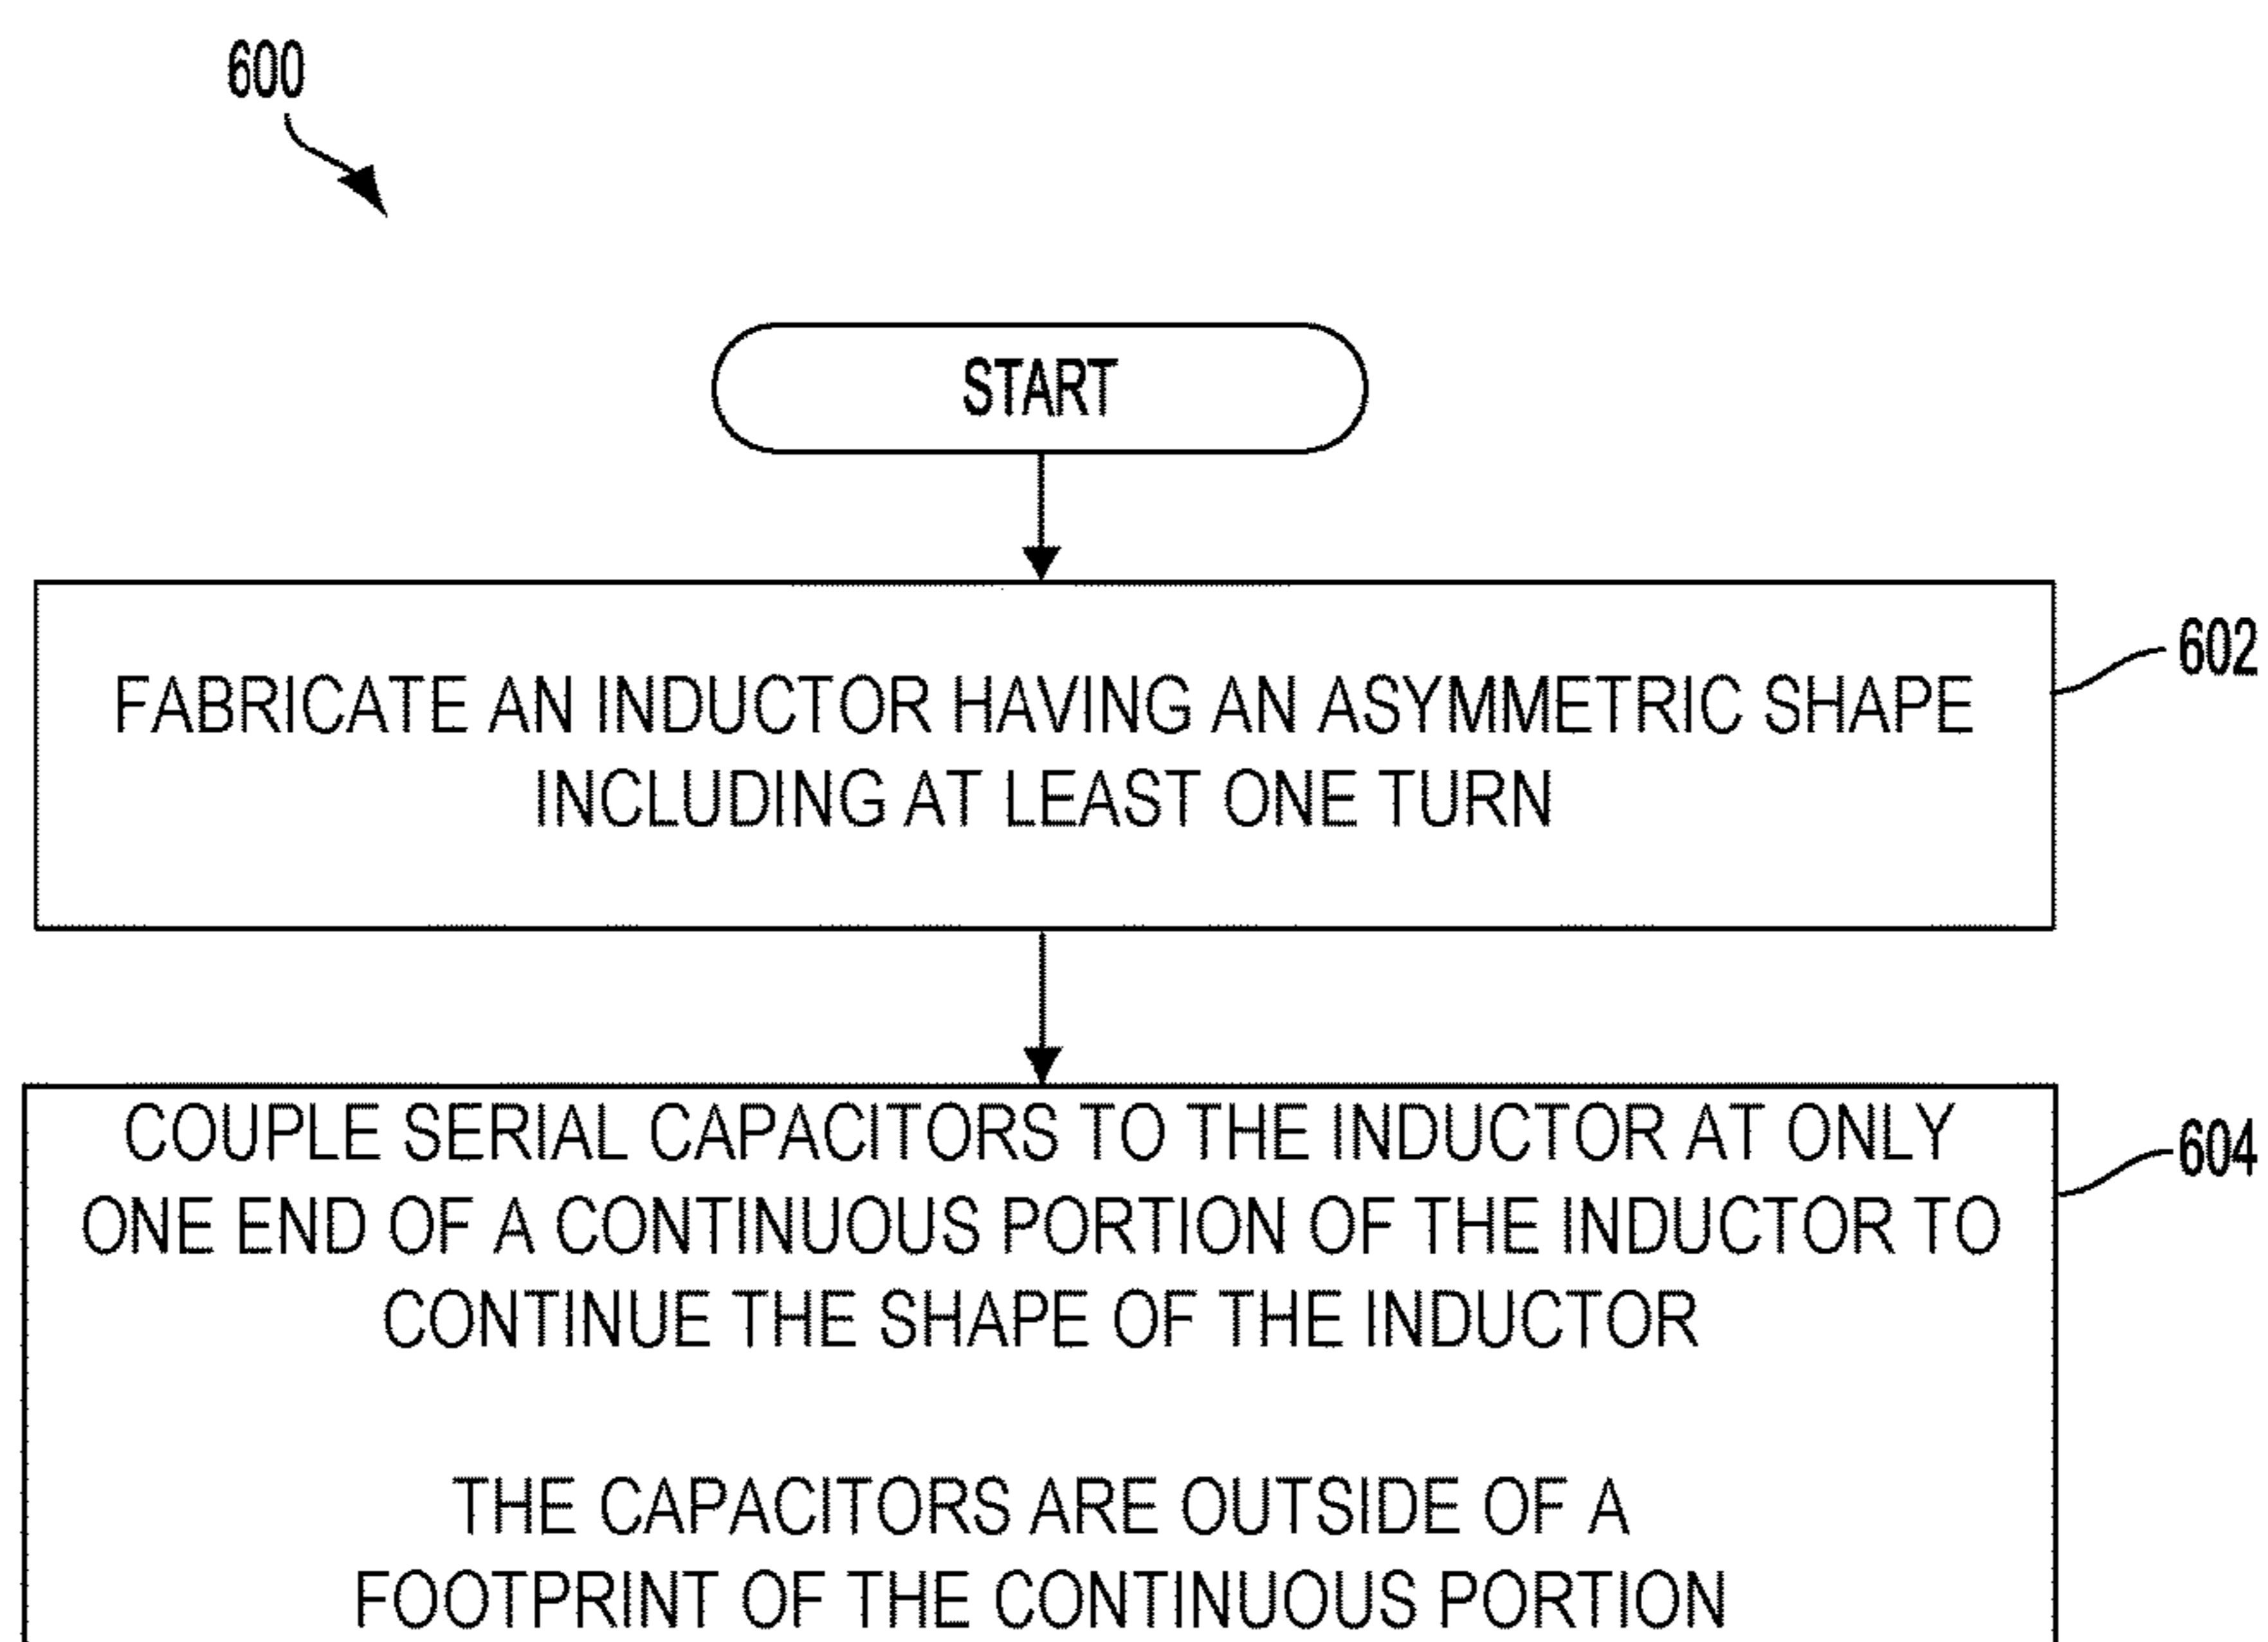 600
START
FABRICATE AN INDUCTOR HAVING AN ASYMMETRIC SHAPE
INCLUDING AT LEAST ONE TURN
602
COUPLE SERIAL CAPACITORS TO THE INDUCTOR AT ONLY
ONE END OF A CONTINUOUS PORTION OF THE INDUCTOR TO
CONTINUE THE SHAPE OF THE INDUCTOR
THE CAPACITORS ARE OUTSIDE OF A
FOOTPRINT OF THE CONTINUOUS PORTION
604